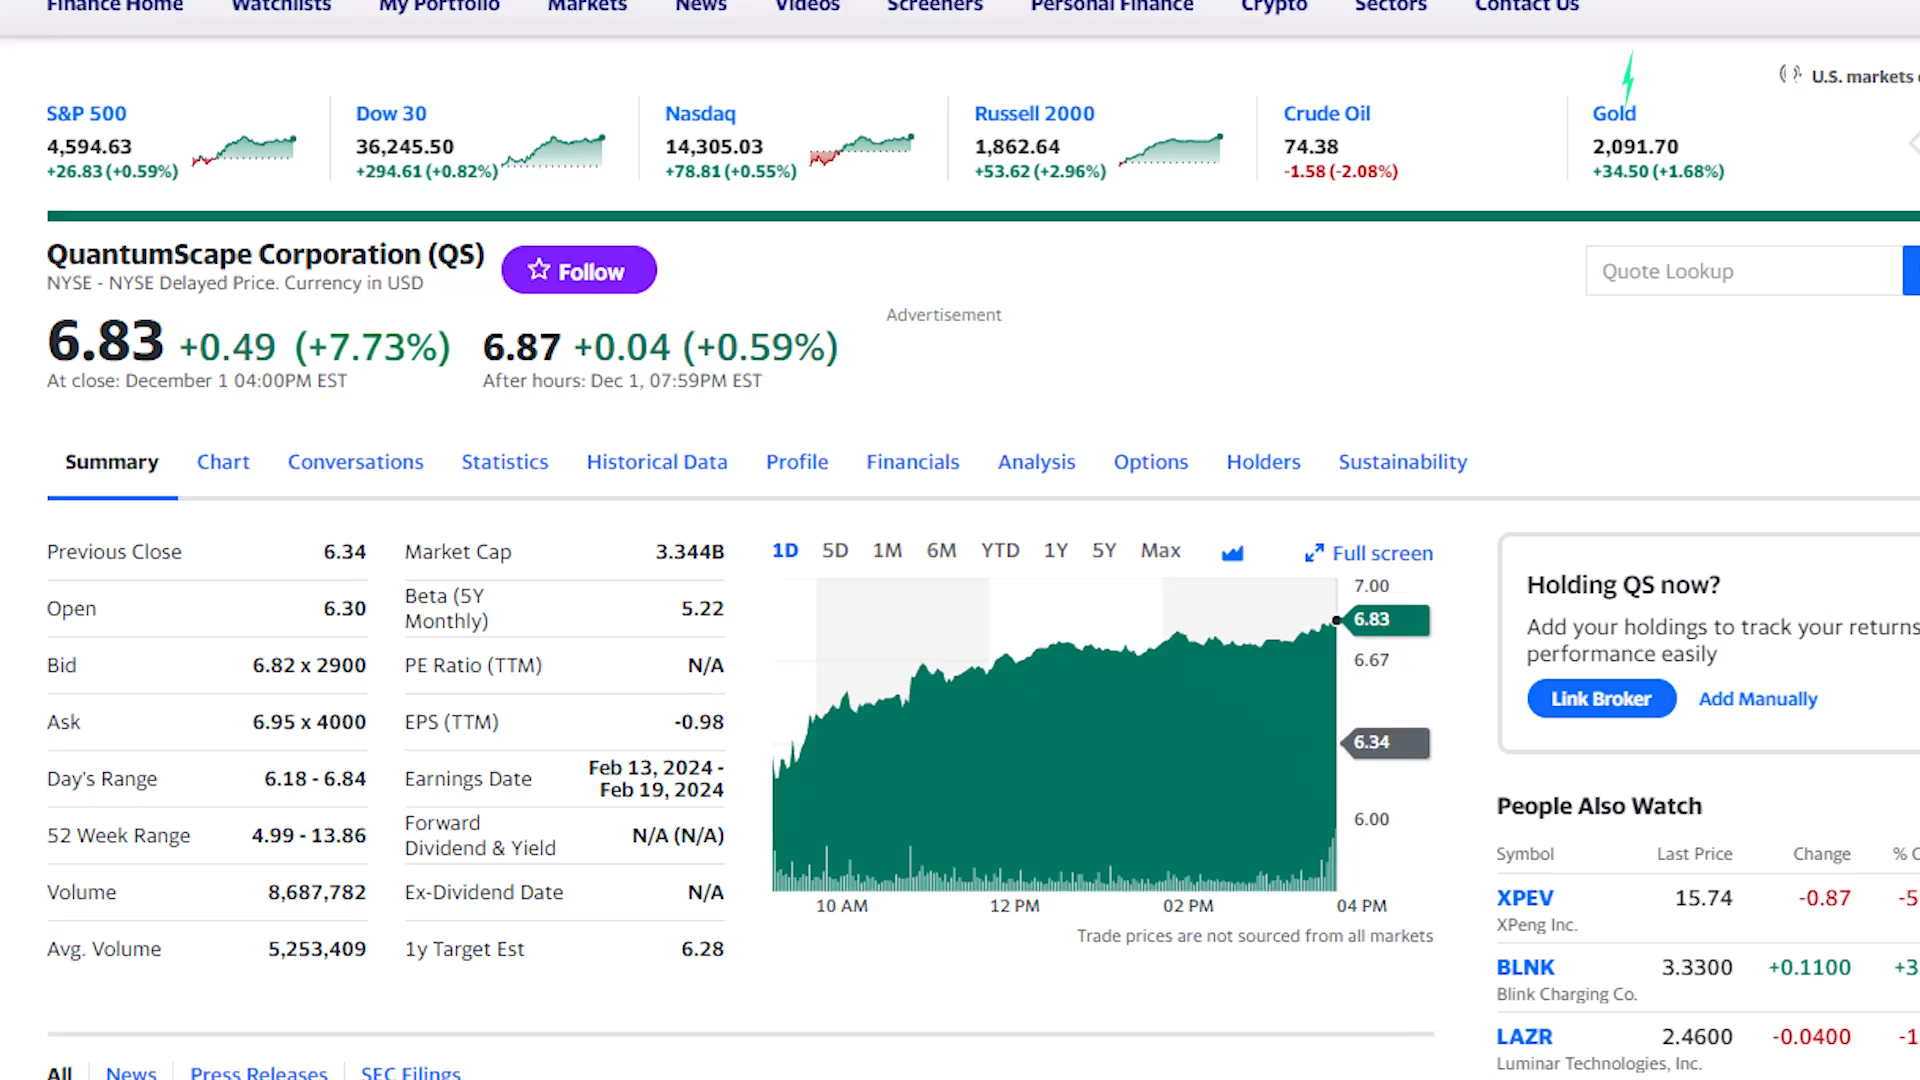 Finance Home Watchlists My Portfolio Markets News Videos Screeners Personal Finance Crypto Sectors Contact Us
U.S. markets
S&P 500
4,594.63
+26.83 (+0.59%)
Dow 30
36,245.50
+294.61 (+0.82%)
Nasdaq
14,305.03
+78.81 (+0.55%)
Russell 2000
1,862.64
+53.62 (+2.96%)
Crude Oil
74.38
-1.58 (-2.08%)
Gold
2,091.70
+34.50 (+1.68%)
QuantumScape Corporation (QS)
Follow
NYSE - NYSE Delayed Price. Currency in USD
Quote Lookup
Advertisement
6.83 +0.49 (+7.73%)
At close: December 1 04:00PM EST
6.87 +0.04 (+0.59%)
After hours: Dec 1, 07:59PM EST
Summary Chart Conversations Statistics Historical Data Profile Financials Analysis Options Holders Sustainability
Previous Close 6.34
Open 6.30
Bid 6.82 x 2900
Ask 6.95 x 4000
Day's Range 6.18 - 6.84
52 Week Range 4.99 - 13.86
Volume 8,687,782
Avg. Volume 5,253,409
Market Cap 3.344B
Beta (5Y
Monthly) 5.22
PE Ratio (TTM) N/A
EPS (TTM) -0.98
Earnings Date Feb 13, 2024 -
Feb 19, 2024
Forward
Dividend & Yield N/A (N/A)
Ex-Dividend Date N/A
1y Target Est 6.28
1D 5D 1M 6M YTD 1Y 5Y Max Full screen
7.00
6.83
6.67
6.34
6.00
10 AM 12 PM 02 PM 04 PM
Trade prices are not sourced from all markets
Holding QS now?
Add your holdings to track your returns
performance easily
Link Broker Add Manually
People Also Watch
Symbol Last Price Change %
XPEV 15.74 -0.87 -5
XPeng Inc.
BLNK 3.3300 +0.1100 +3
Blink Charging Co.
LAZR 2.4600 -0.0400 -1
Luminar Technologies, Inc.
All News Press Releases SEC Filings